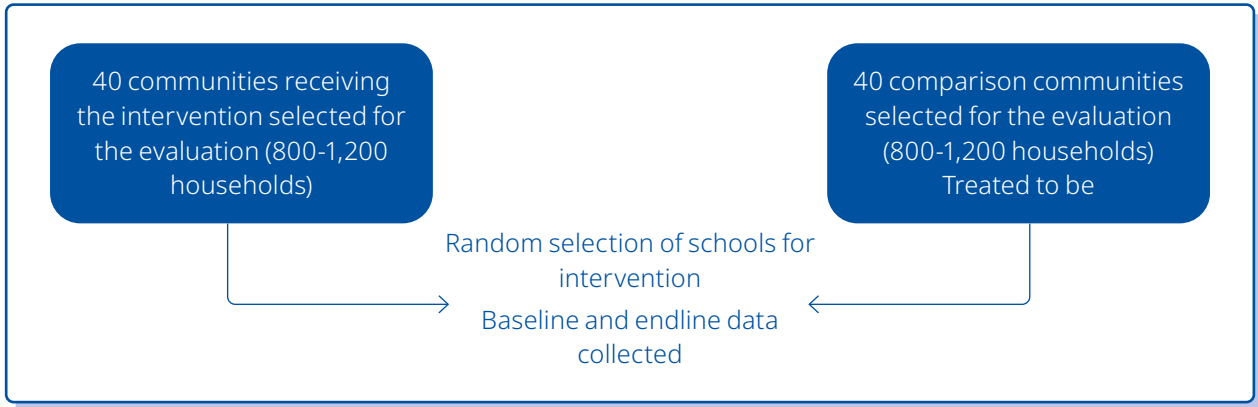 40 communities receiving
the intervention selected for
the evaluation (800-1,200
households)
40 comparison communities
selected for the evaluation
(800-1,200 households)
Treated to be
Random selection of schools for
intervention
Baseline and endline data
collected